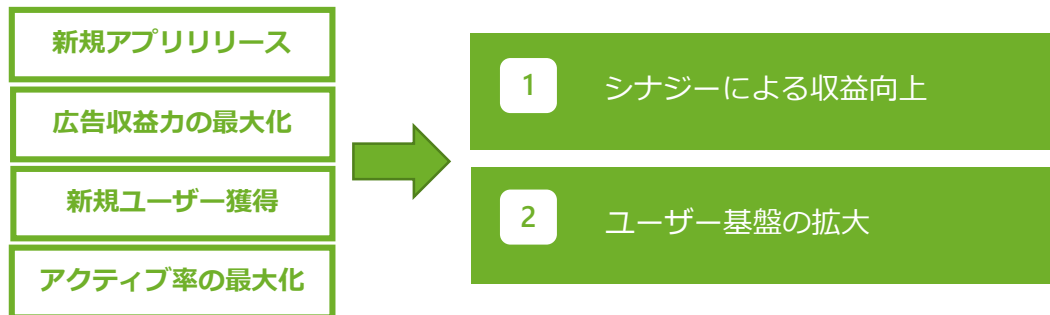 新規アプリリリース
広告収益力の最大化
新規ユーザー獲得
アクティブ率の最大化
1 シナジーによる収益向上
2 ユーザー基盤の拡大